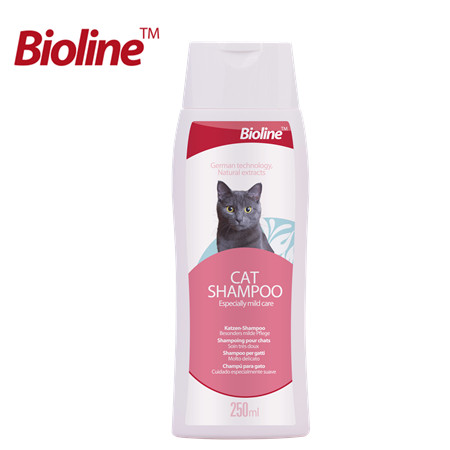 Bioline™
Bioline™
German technology,
Natural extracts
CAT
SHAMPOO
Especially mild care
Katzen-Shampoo
Besonders milde Pflege
Shampoing pour chats
Soin très doux
Shampoo per gatti
Molto delicato
Champú para gato
Cuidado especialmente suave
250ml